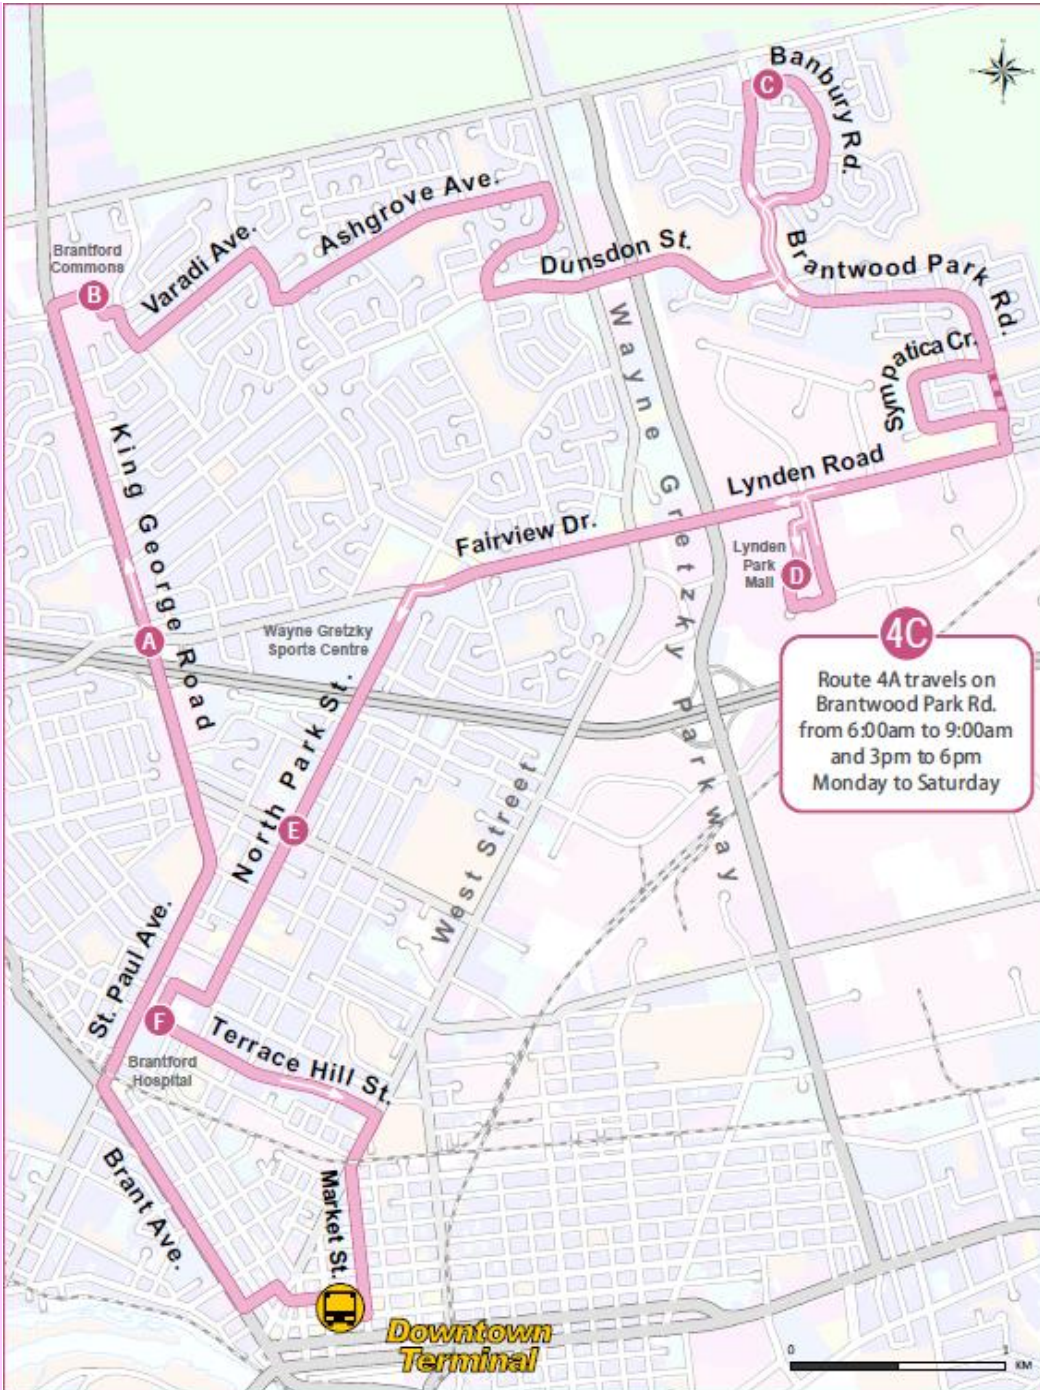 Banbury Rd.
C
Ashgrove Ave.
Varadi Ave.
Brantford
Commons
B
Dunsdon St.
Brantwood Park Rd.
Sympatica Cr.
King George Road
Wayne Gretzky Parkway
Lynden Road
Fairview Dr.
Lynden
Park
Mall
D
A
Wayne Gretzky
Sports Centre
4C
Route 4A travels on
Brantwood Park Rd.
from 6:00am to 9:00am
and 3pm to 6pm
Monday to Saturday
North Park St.
E
West Street
St. Paul Ave.
F
Terrace Hill St.
Brantford
Hospital
Brant Ave.
Market St.
Downtown
Terminal
0 1
KM